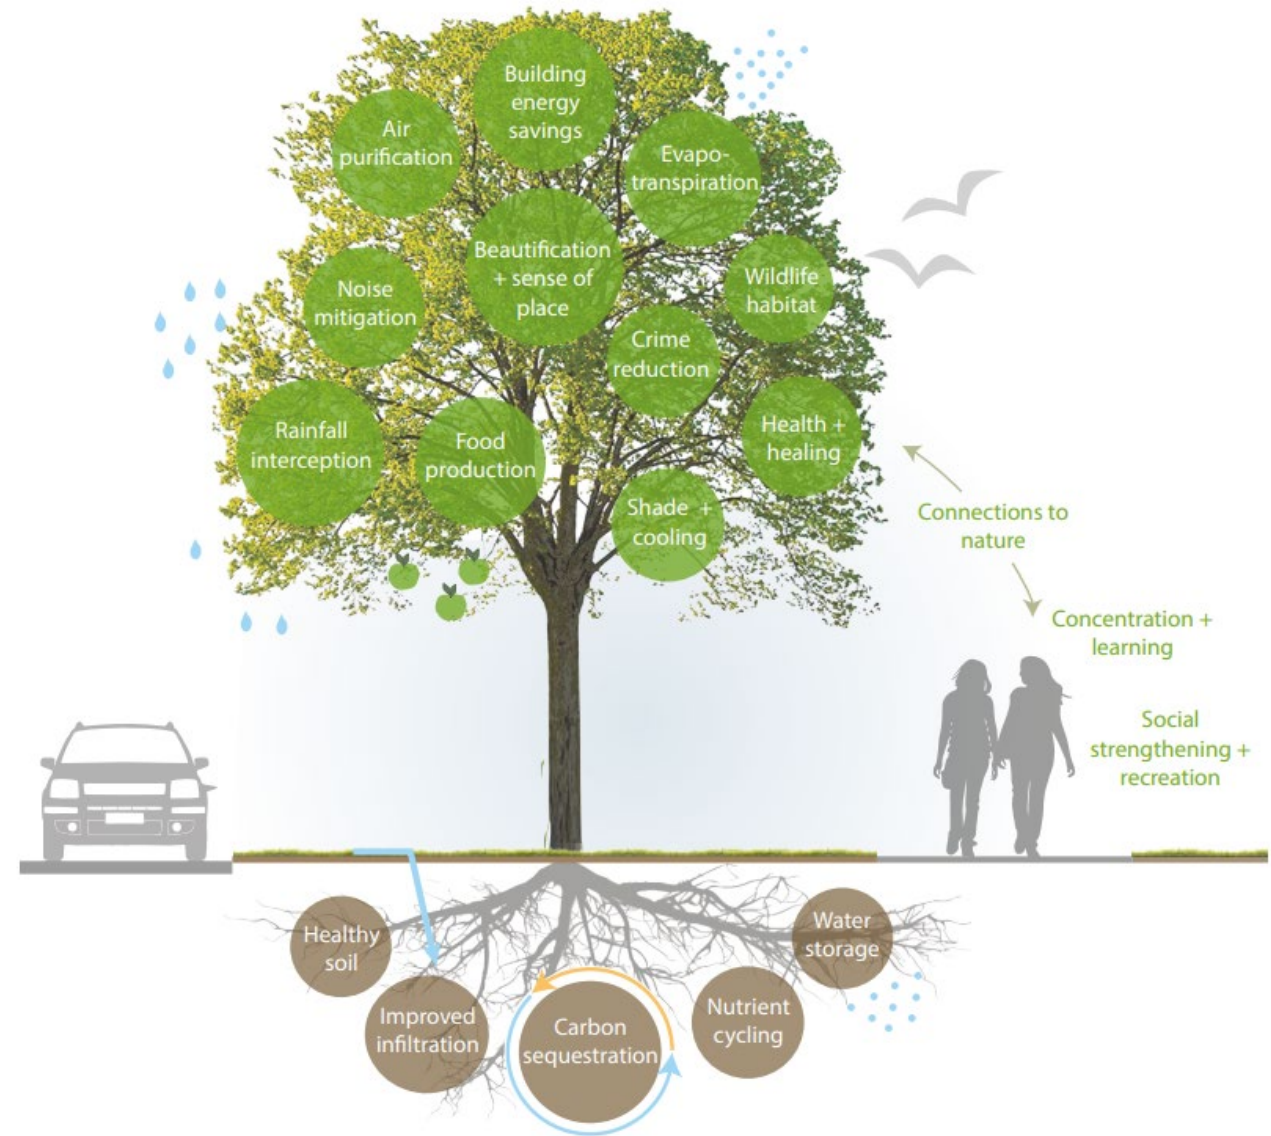 Building
energy
savings
Air
purification
Evapo-
transpiration
Beautification
+ sense of
place
Wildlife
habitat
Noise
mitigation
Crime
reduction
Rainfall
interception
Food
production
Health +
healing
Shade +
cooling
Connections to
nature
Concentration +
learning
Social
strengthening +
recreation
Healthy
soil
Water
storage
Improved
infiltration
Carbon
sequestration
Nutrient
cycling